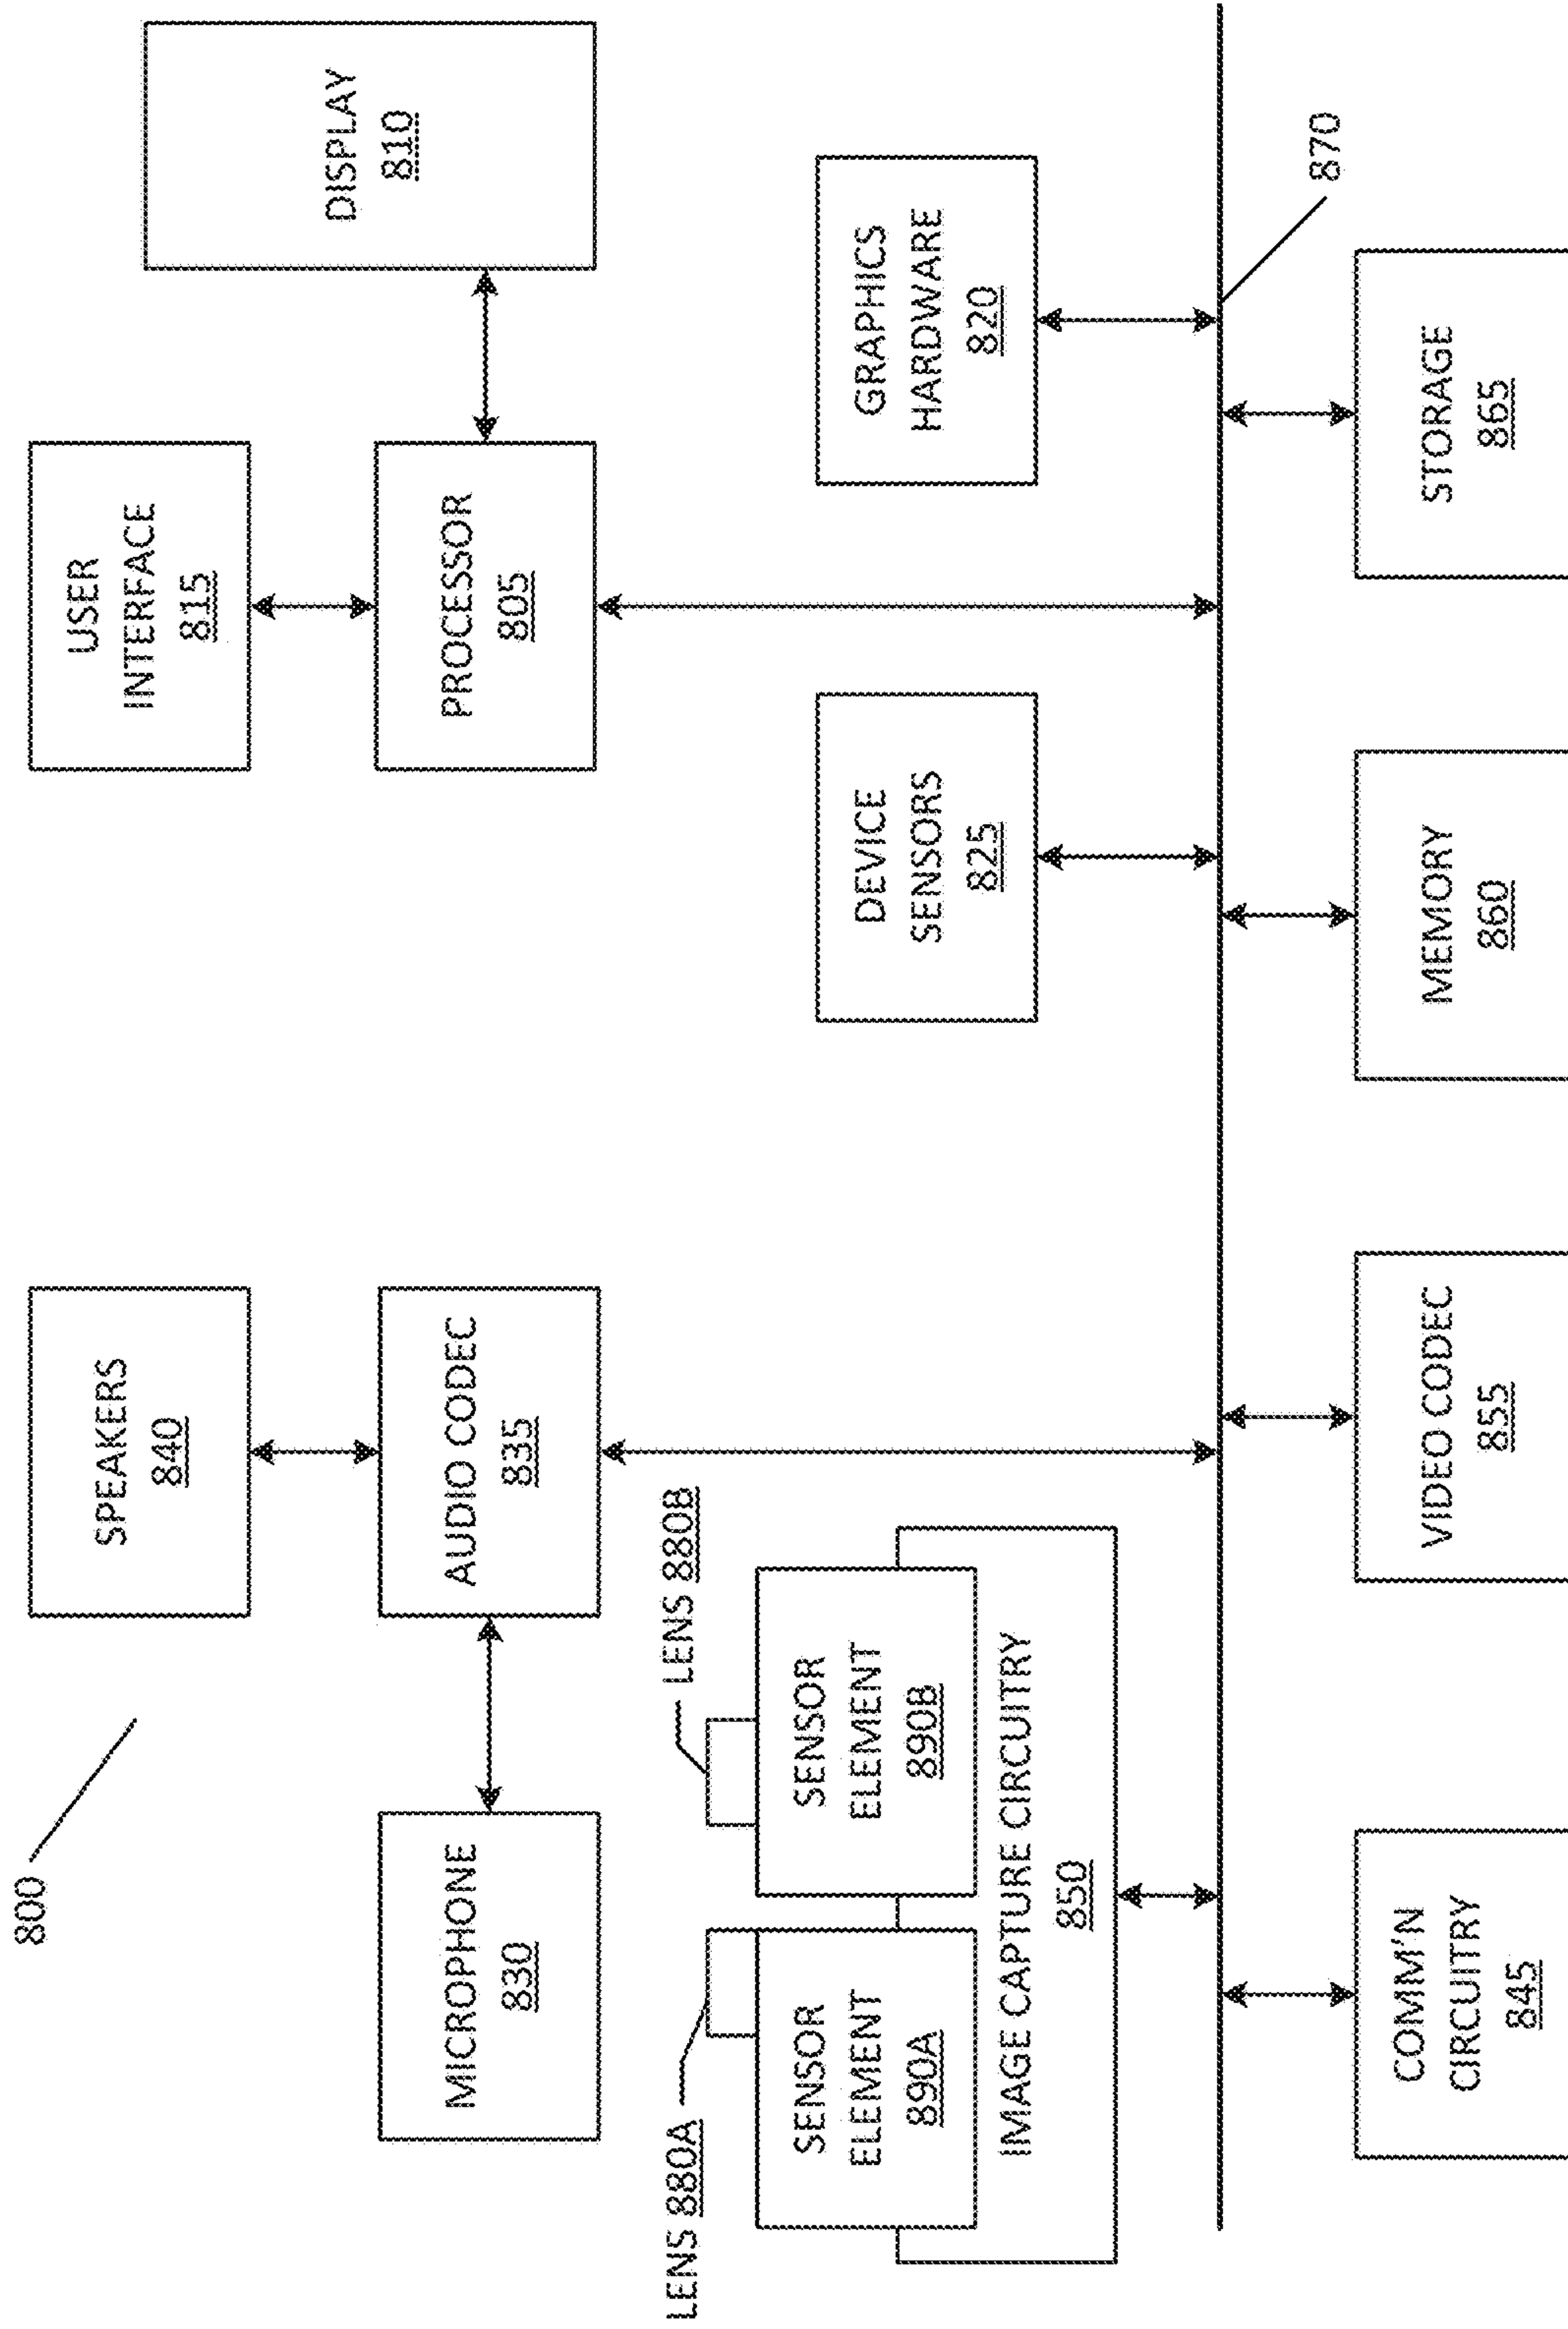 800
SPEAKERS
840
USER
INTERFACE
815
DISPLAY
810
MICROPHONE
830
AUDIO CODEC
835
PROCESSOR
805
LENS 880A
LENS 880B
SENSOR
ELEMENT
890A
SENSOR
ELEMENT
890B
IMAGE CAPTURE CIRCUITRY
850
DEVICE
SENSORS
825
GRAPHICS
HARDWARE
820
870
COMM'N
CIRCUITRY
845
VIDEO CODEC
855
MEMORY
860
STORAGE
865